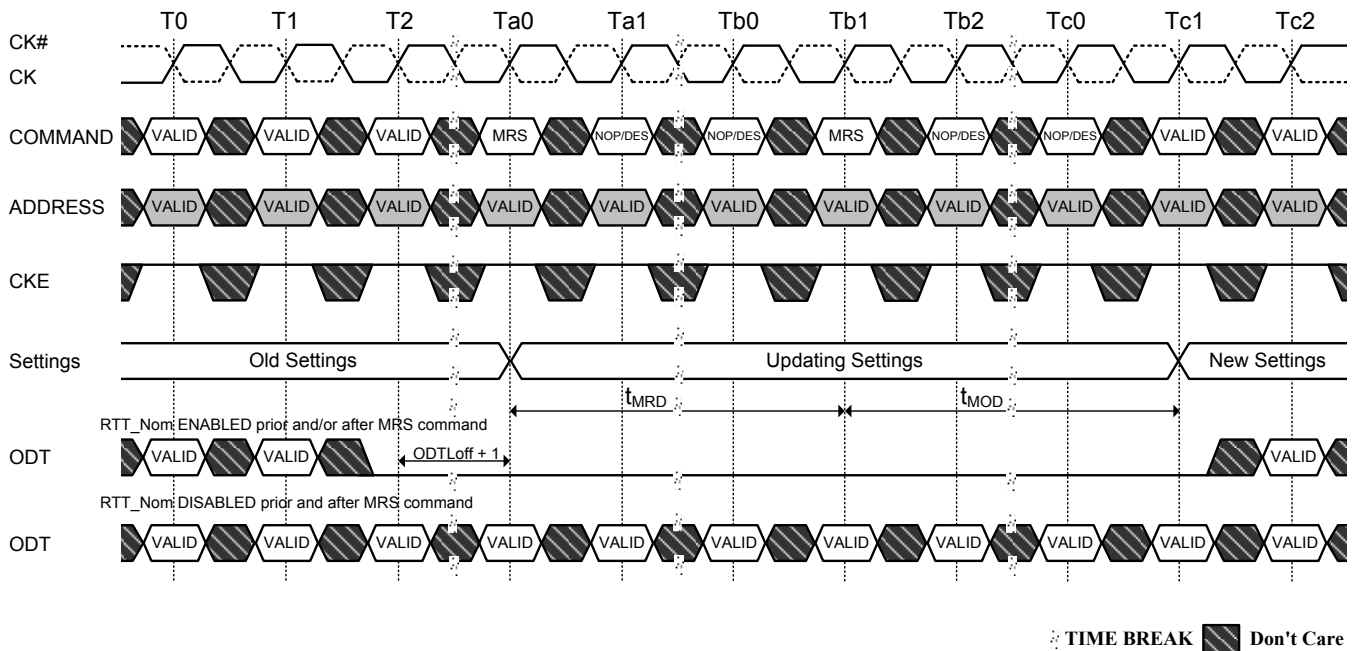 T0 T1 T2 Ta0 Ta1 Tb0 Tb1 Tb2 Tc0 Tc1 Tc2
CK#
CK
COMMAND VALID VALID VALID MRS NOP/DES NOP/DES MRS NOP/DES NOP/DES VALID VALID
ADDRESS VALID VALID VALID VALID VALID VALID VALID VALID VALID VALID VALID
CKE
Settings Old Settings Updating Settings New Settings
tMRD tMOD
RTT_Nom ENABLED prior and/or after MRS command
ODT VALID VALID ODTLoff + 1 VALID
RTT_Nom DISABLED prior and after MRS command
ODT VALID VALID VALID VALID VALID VALID VALID VALID VALID VALID VALID
TIME BREAK Don't Care